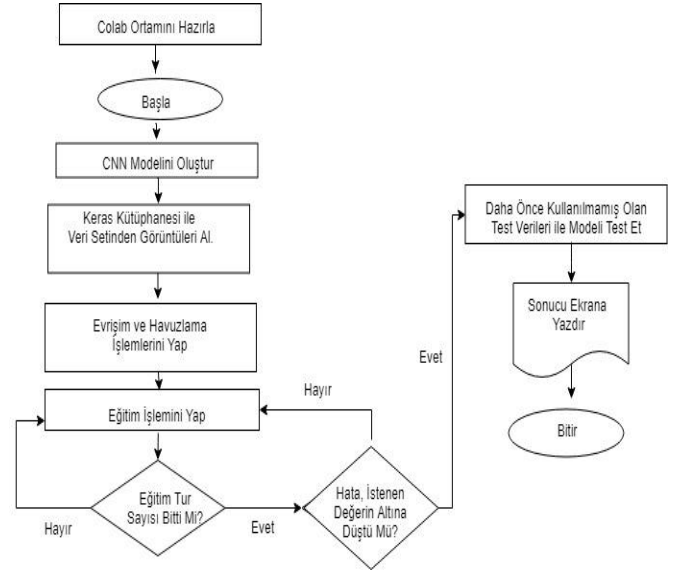 Colab Ortamını Hazırla
Başla
CNN Modelini Oluştur
Keras Kütüphanesi ile
Veri Setinden Görüntüleri Al.
Evrişim ve Havuzlama
İşlemlerini Yap
Eğitim İşlemini Yap
Eğitim Tur
Sayısı Bitti Mi?
Hayır
Evet
Hata, İstenen
Değerin Altına
Düştü Mü?
Hayır
Evet
Daha Önce Kullanılmamış Olan
Test Verileri ile Modeli Test Et
Sonucu Ekrana
Yazdır
Bitir